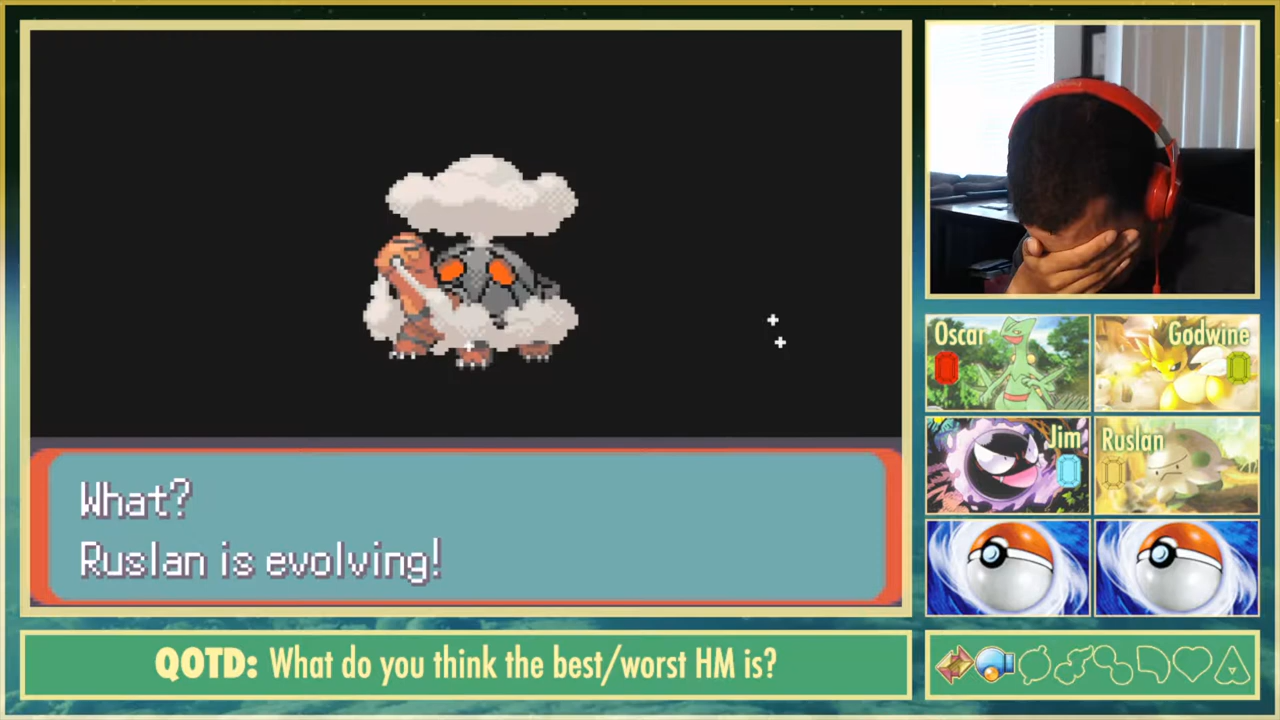 Oscar
Godwine
Jim
Ruslan
What?
Ruslan is evolving!
QOTD: What do you think the best/worst HM is?